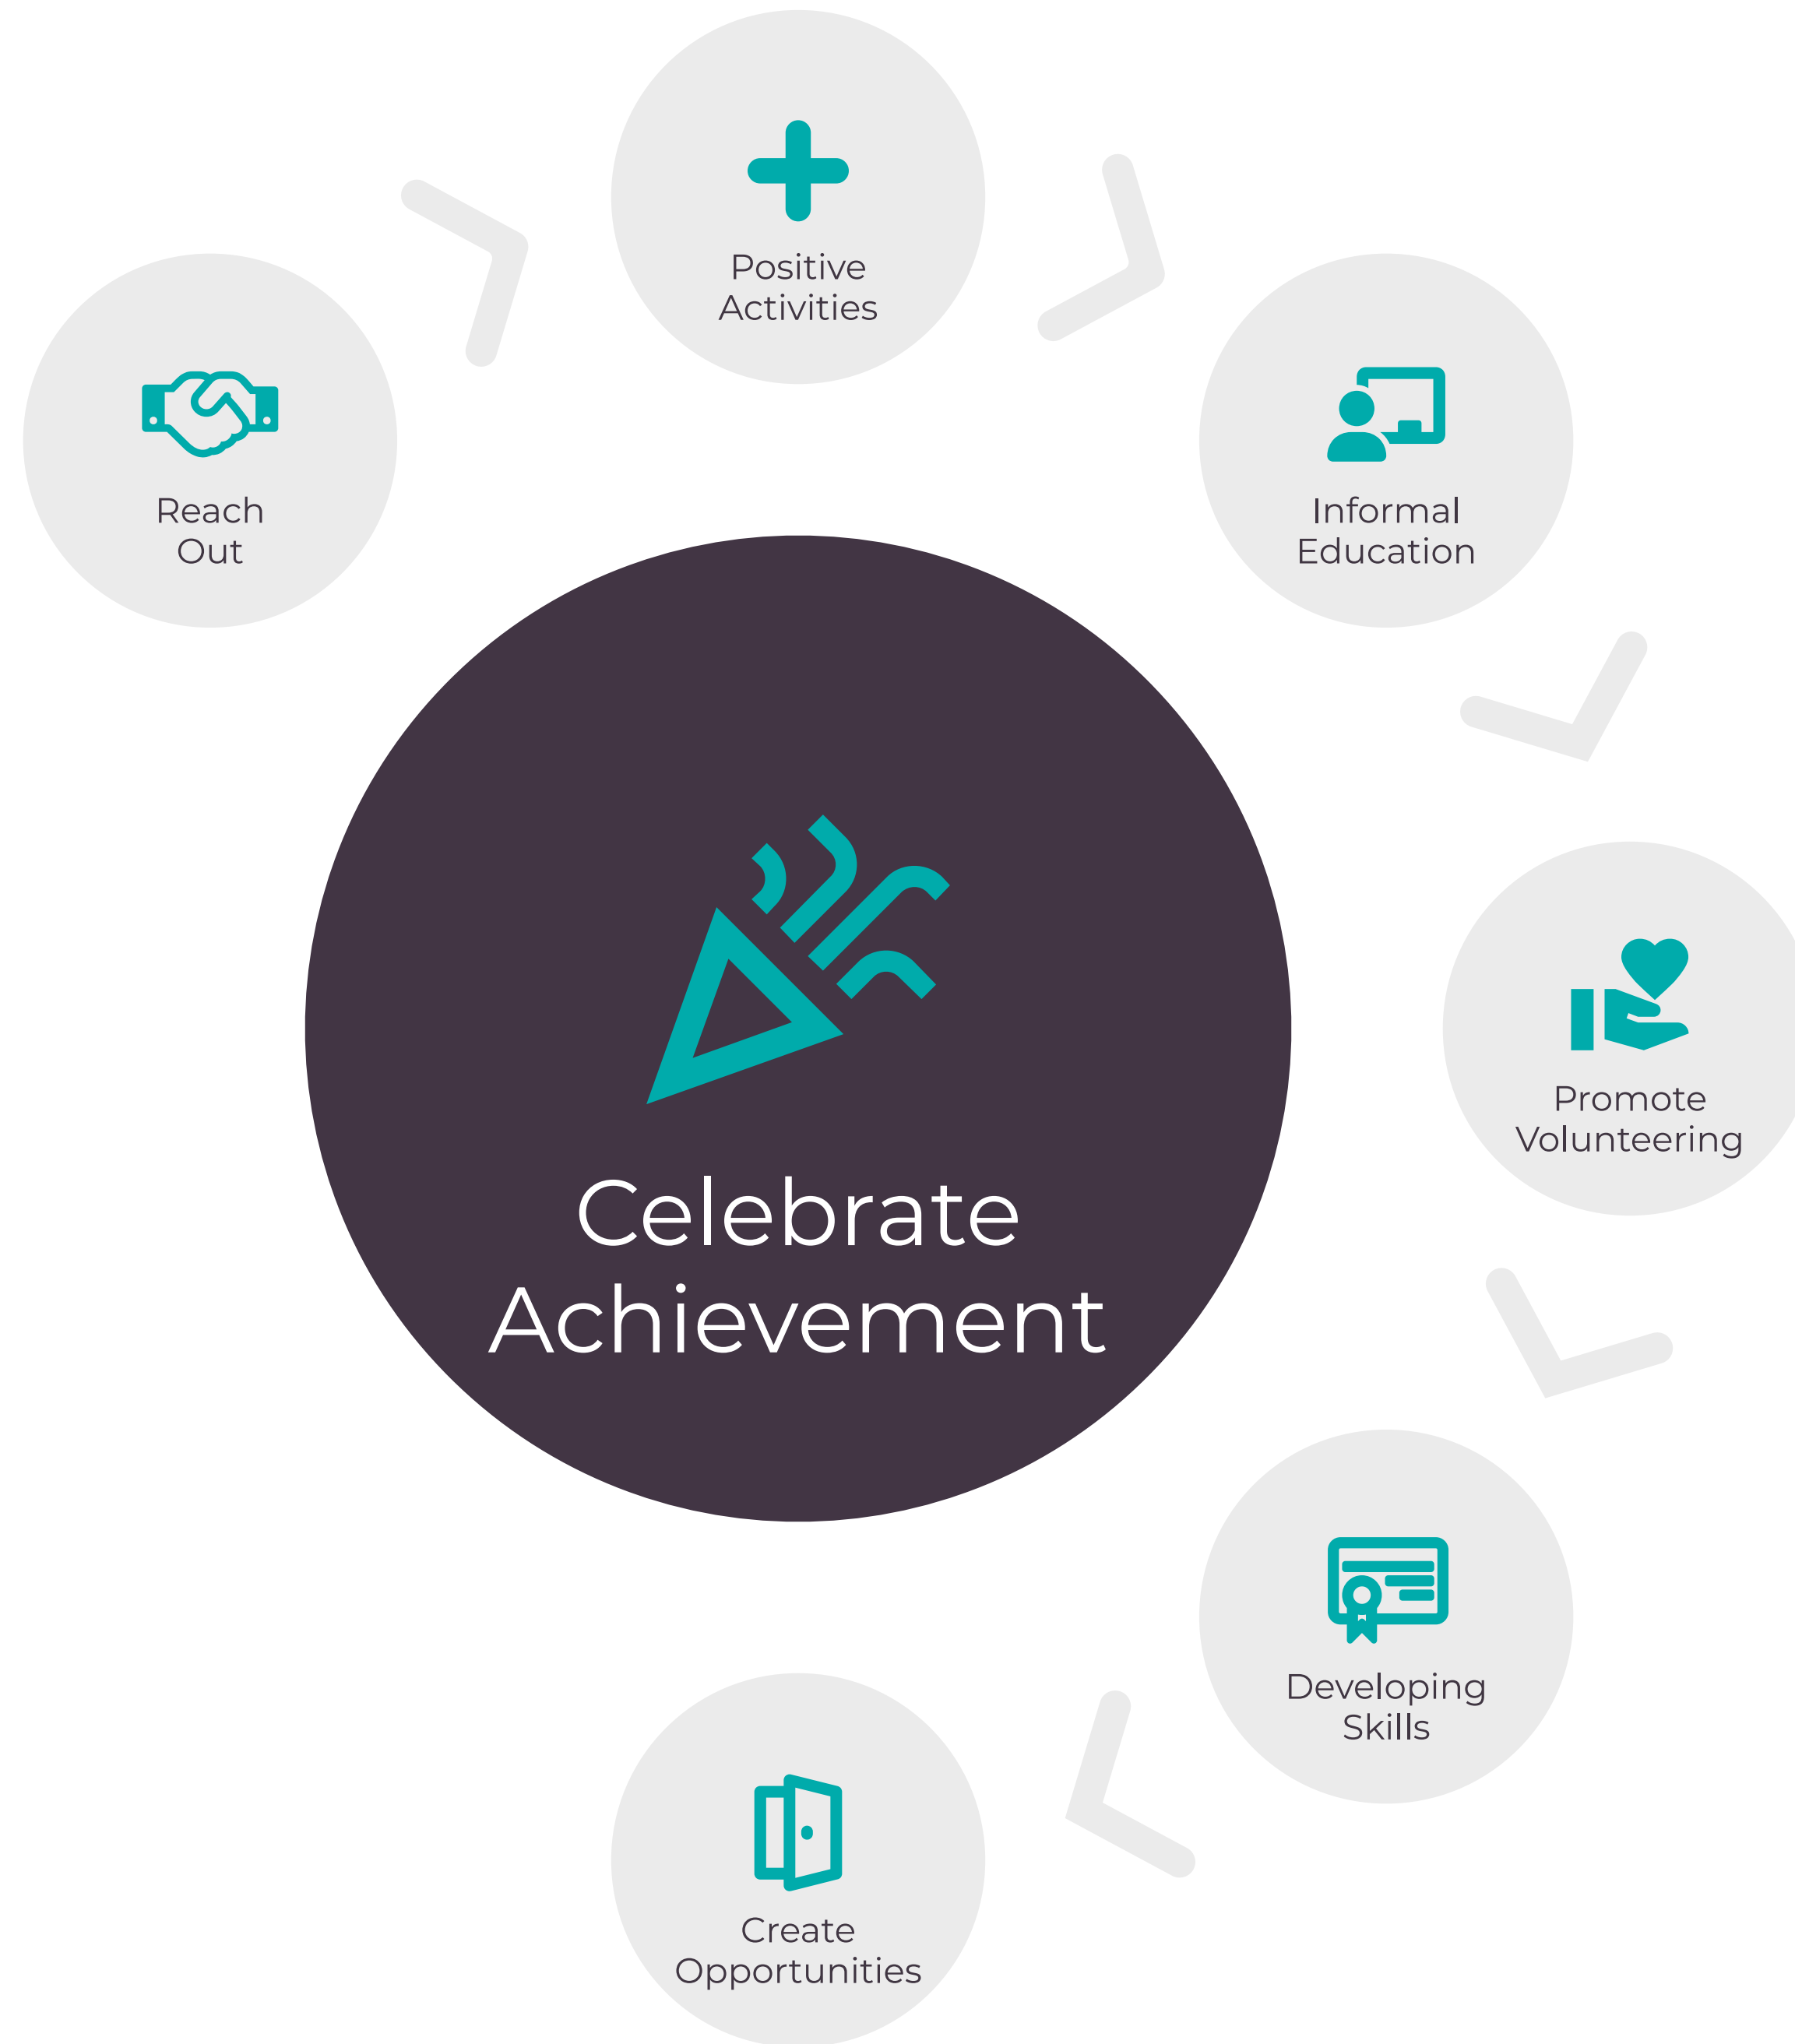 Positive
Activities
Reach
Out
Informal
Education
Promote
Volunteering
Celebrate
Achievement
Developing
Skills
Create
Opportunities